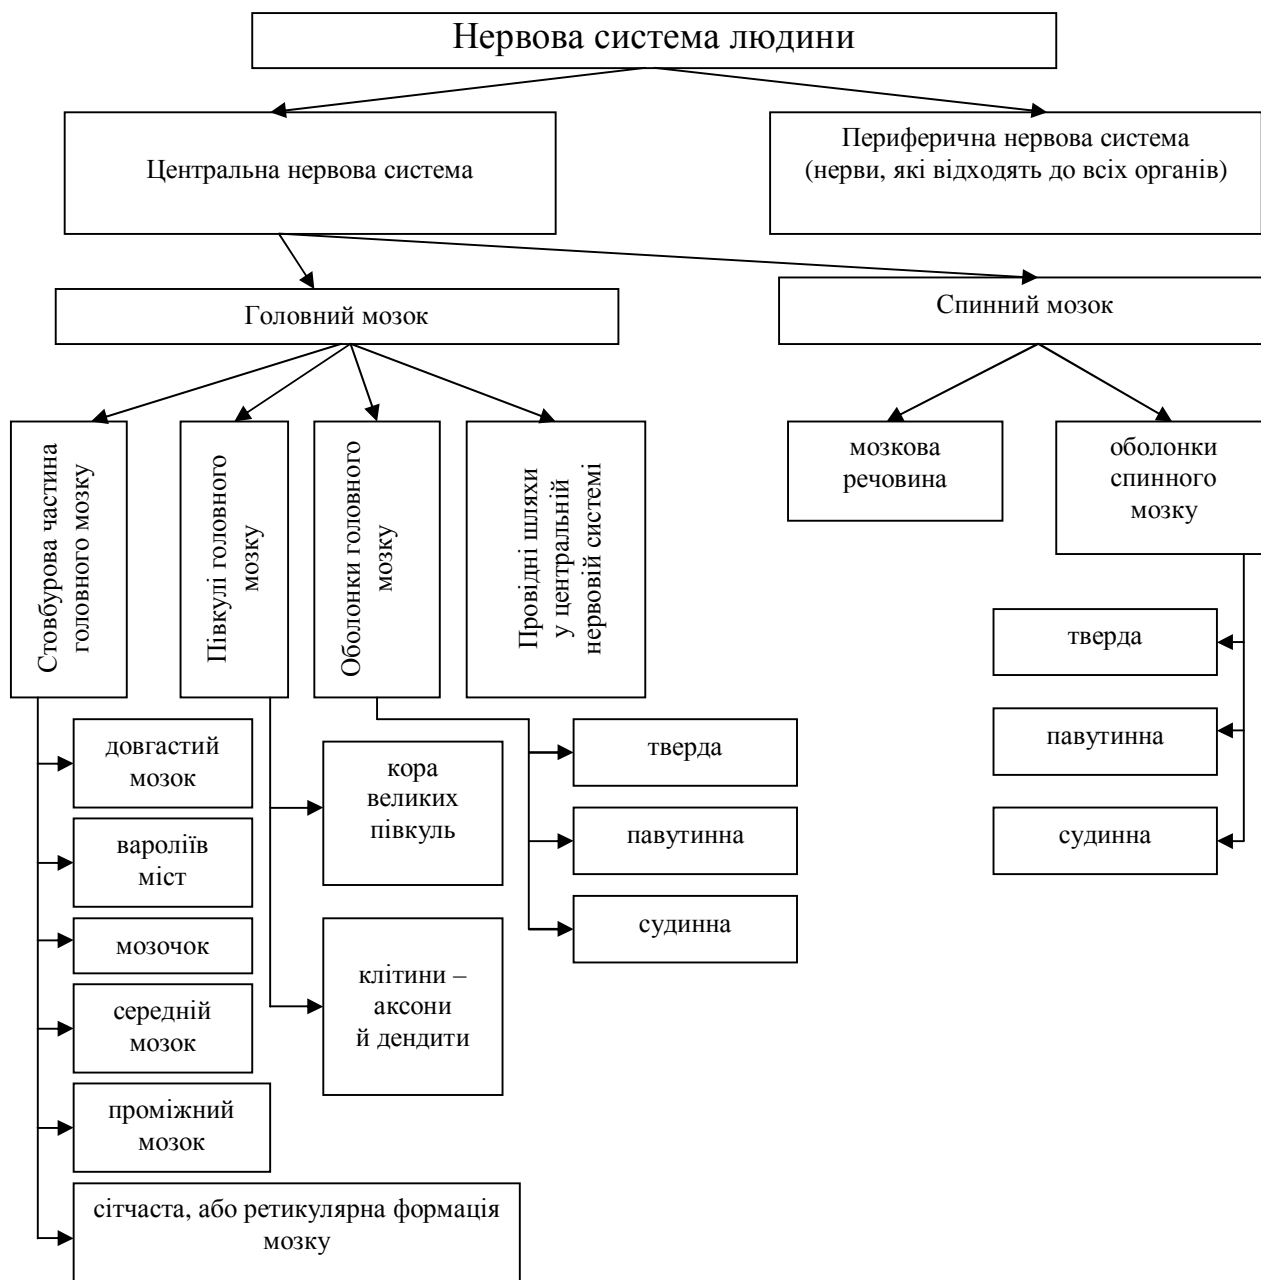 Нервова система людини
Центральна нервова система
Периферична нервова система
(нерви, які відходять до всіх органів)
Головний мозок
Спинний мозок
Стовбурова частина
головного мозку
Півкулі головного
мозку
Оболонки головного
мозку
Провідні шляхи
у центральній
нервовій системі
мозкова
речовина
оболонки
спинного
мозку
довгастий
мозок
вароліїв
міст
мозочок
середній
мозок
проміжний
мозок
сітчаста, або ретикулярна формація
мозку
кора
великих
півкуль
клітини –
аксони
й дендити
тверда
павутинна
судинна
тверда
павутинна
судинна